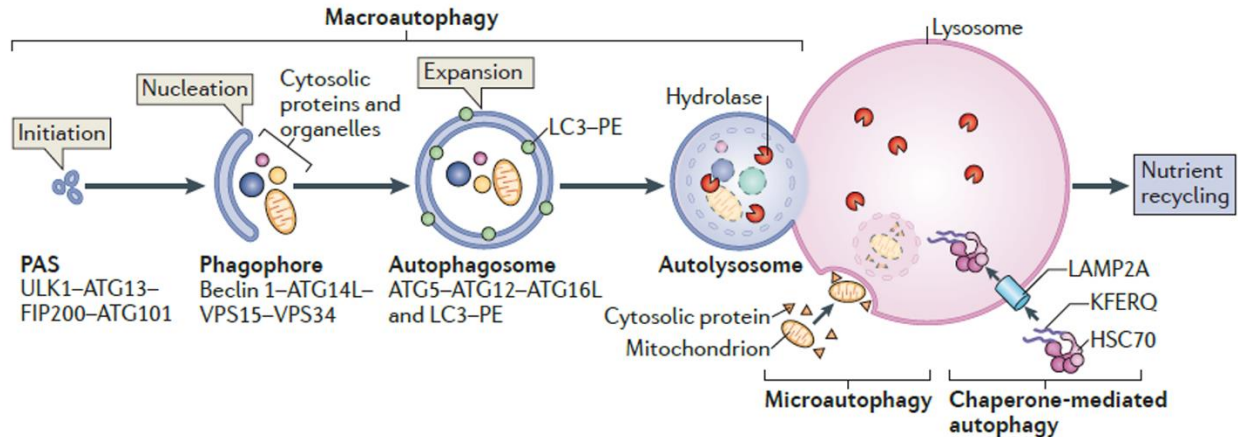 Macroautophagy
Initiation
Nucleation
Cytosolic
proteins and
organelles
Expansion
LC3–PE
Hydrolase
Lysosome
Nutrient
recycling
PAS
ULK1–ATG13–
FIP200–ATG101
Phagophore
Beclin 1–ATG14L–
VPS15–VPS34
Autophagosome
ATG5–ATG12–ATG16L
and LC3–PE
Autolysosome
Cytosolic protein
Mitochondrion
LAMP2A
KFERQ
HSC70
Microautophagy
Chaperone-mediated
autophagy